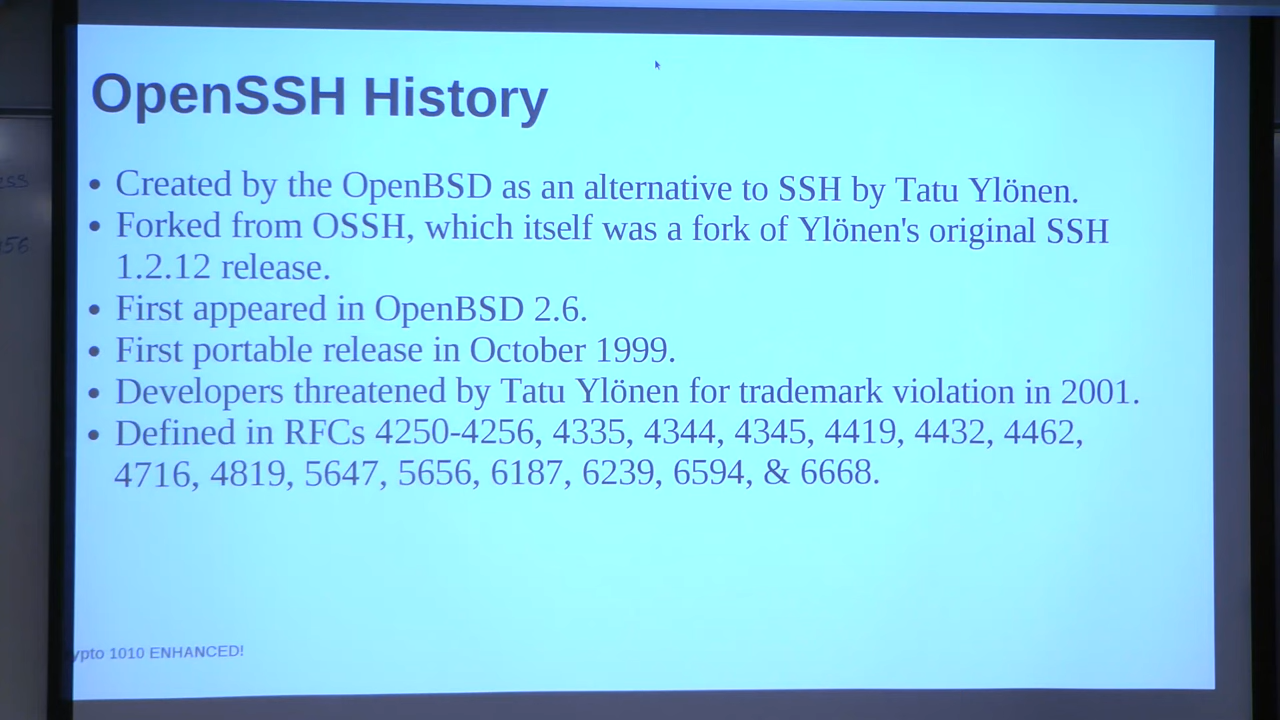 OpenSSH History
• Created by the OpenBSD as an alternative to SSH by Tatu Ylönen.
• Forked from OSSH, which itself was a fork of Ylönen's original SSH
1.2.12 release.
• First appeared in OpenBSD 2.6.
• First portable release in October 1999.
• Developers threatened by Tatu Ylönen for trademark violation in 2001.
• Defined in RFCs 4250-4256, 4335, 4344, 4345, 4419, 4432, 4462,
4716, 4819, 5647, 5656, 6187, 6239, 6594, & 6668.
ypto 1010 ENHANCED!